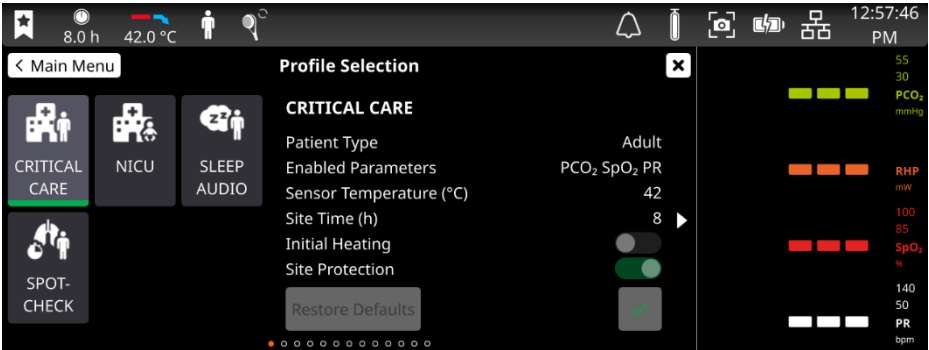 8.0 h
42.0 °C
12:57:46
PM
< Main Menu
Profile Selection
CRITICAL
CARE
NICU
SLEEP
AUDIO
SPOT-
CHECK
CRITICAL CARE
Patient Type Adult
Enabled Parameters PCO₂ SpO₂ PR
Sensor Temperature (°C) 42
Site Time (h) 8
Initial Heating
Site Protection
Restore Defaults
55
30
PCO₂
mmHg
RHP
mW
100
85
SpO₂
%
140
50
PR
bpm